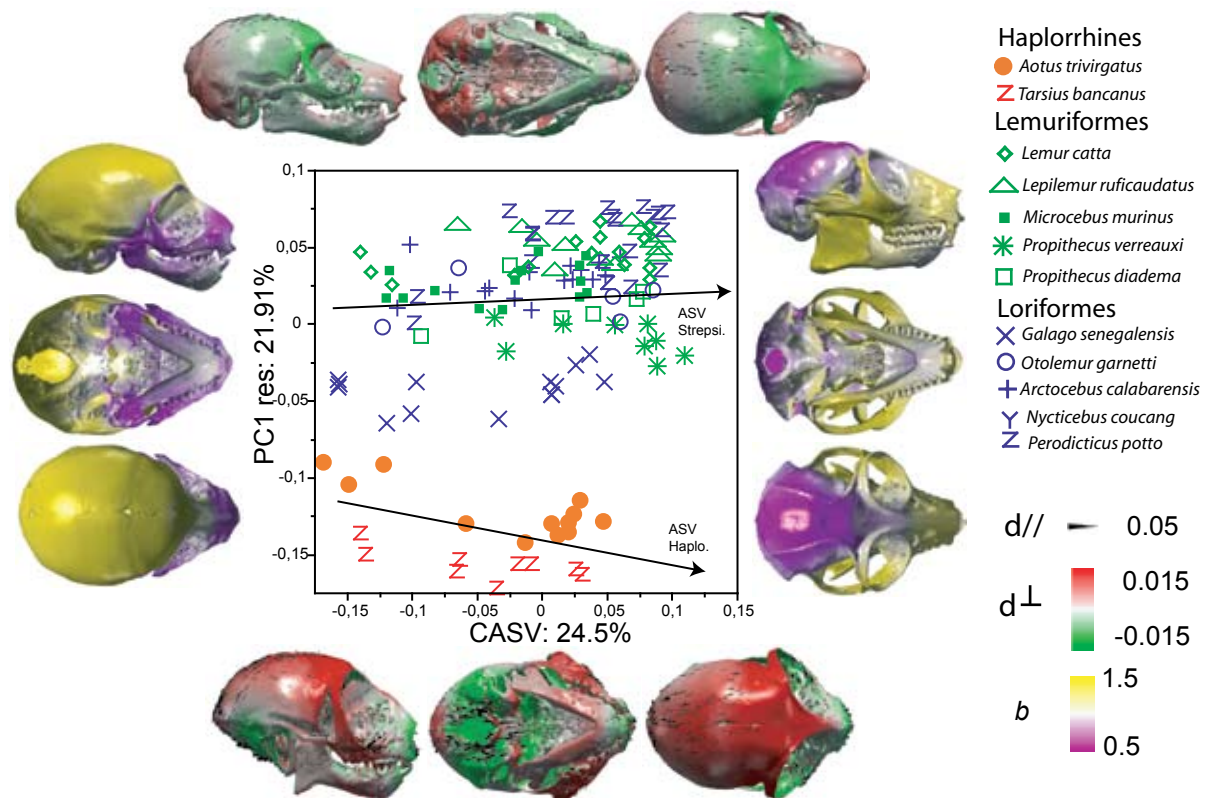 Haplorrhines
Aotus trivirgatus
Tarsius bancanus
Lemuriformes
Lemur catta
Lepilemur ruficaudatus
Microcebus murinus
Propithecus verreauxi
Propithecus diadema
Loriformes
Galago senegalensis
Otolemur garnetti
Arctocebus calabarensis
Nycticebus coucang
Perodicticus potto
d// 0.05
d⊥ 0.015
-0.015
b 1.5
0.5
PC1 res: 21.91%
0,1
0,05
0
-0,05
-0,1
-0,15
ASV
Strepsi.
ASV
Haplo.
-0,15 -0,1 -0,05 0 0,05 0,1 0,15
CASV: 24.5%